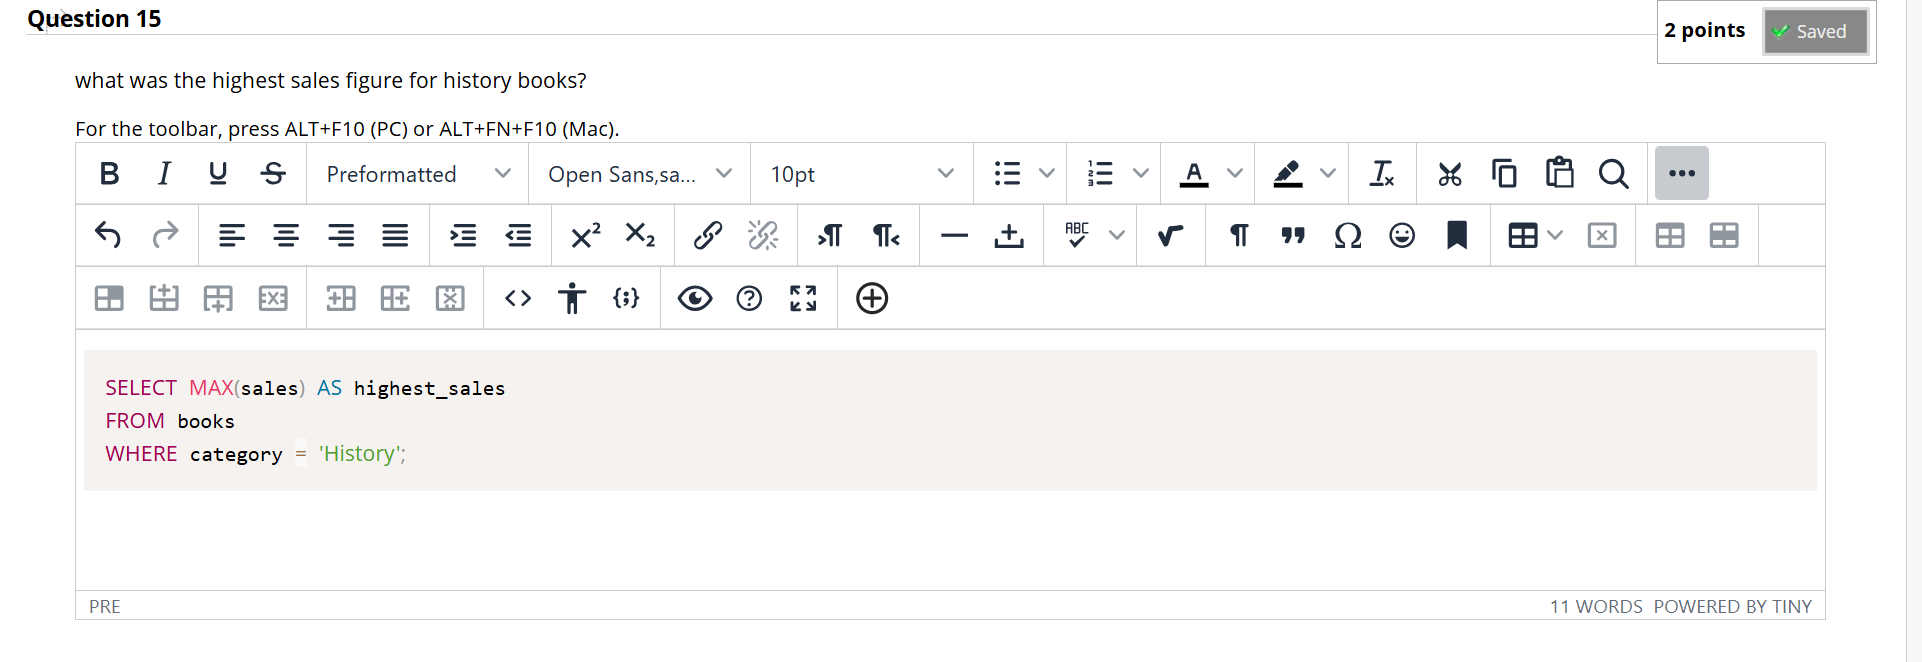 Question 15
2 points
Saved
what was the highest sales figure for history books?
For the toolbar, press ALT+F10 (PC) or ALT+FN+F10 (Mac).
B I U S Preformatted Open Sans,sa... 10pt
ABC
SELECT MAX(sales) AS highest_sales
FROM books
WHERE category = 'History';
PRE
11 WORDS POWERED BY TINY